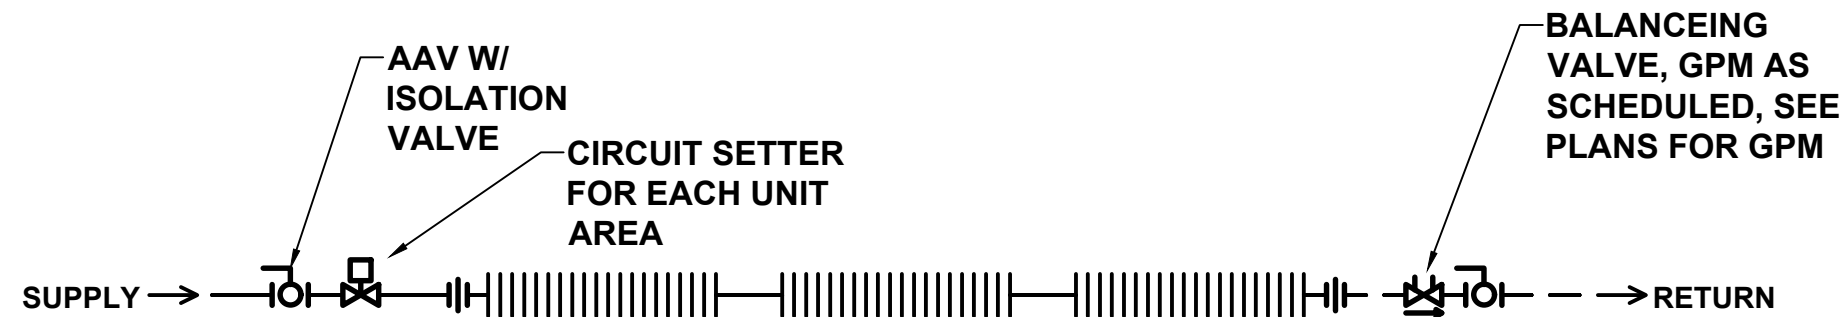 AAV W/
ISOLATION
VALVE
CIRCUIT SETTER
FOR EACH UNIT
AREA
BALANCEING
VALVE, GPM AS
SCHEDULED, SEE
PLANS FOR GPM
SUPPLY
RETURN